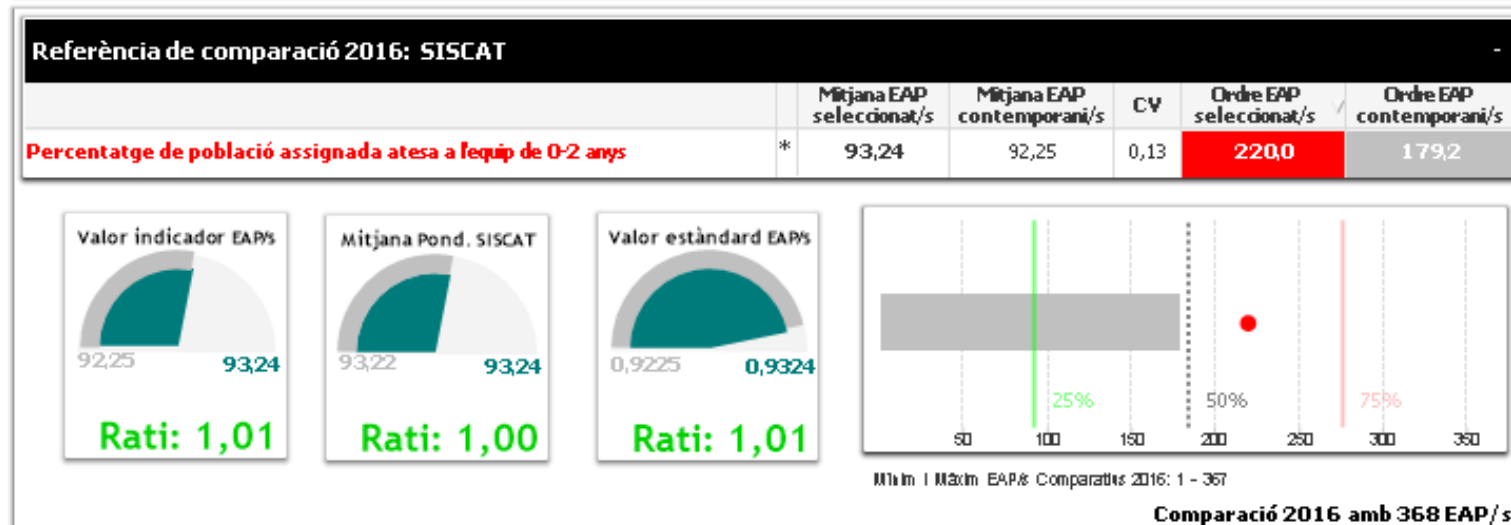 Referència de comparació 2016: SISCAT -
Mitjana EAP seleccionat/s Mitjana EAP contemporani/s CV Ordre EAP seleccionat/s Ordre EAP contemporani/s
Percentatge de població assignada atesa a l'equip de 0-2 anys * 93,24 92,25 0,13 220,0 179,2
Valor indicador EAP/s
92,25 93,24
Rati: 1,01
Mitjana Pond. SISCAT
93,22 93,24
Rati: 1,00
Valor estàndard EAP/s
0,9225 0,9324
Rati: 1,01
25% 50% 75%
50 100 150 200 250 300 350
Mínim i Màxim EAP/s Comparatius 2016: 1 - 367
Comparació 2016 amb 368 EAP/s